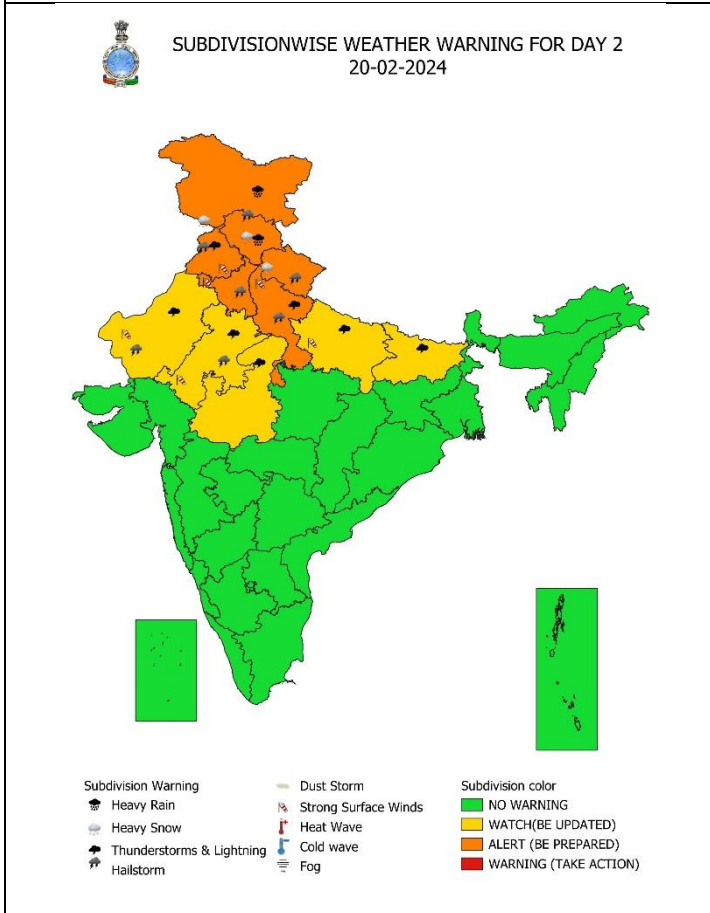 SUBDIVISIONWISE WEATHER WARNING FOR DAY 2
20-02-2024
Subdivision Warning
Heavy Rain
Heavy Snow
Thunderstorms & Lightning
Hailstorm
Dust Storm
Strong Surface Winds
Heat Wave
Cold wave
Fog
Subdivision color
NO WARNING
WATCH(BE UPDATED)
ALERT (BE PREPARED)
WARNING (TAKE ACTION)